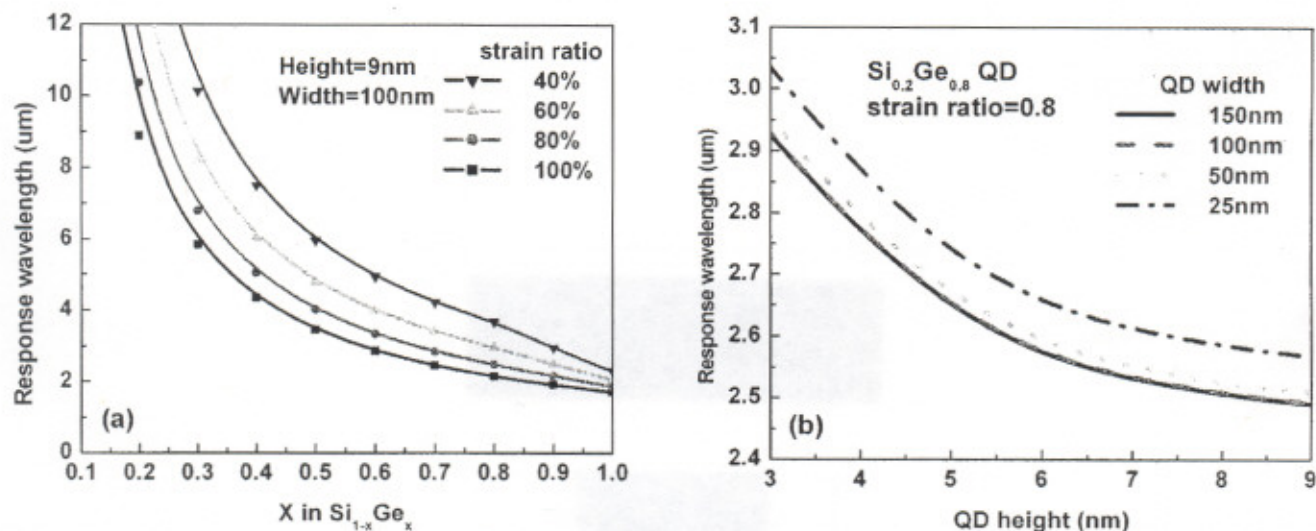 12
10
8
6
4
2
0
Response wavelength (um)
Height=9nm
Width=100nm
strain ratio
40%
60%
80%
100%
(a)
0.1 0.2 0.3 0.4 0.5 0.6 0.7 0.8 0.9 1.0
X in Si1-xGex
3.1
3.0
2.9
2.8
2.7
2.6
2.5
2.4
Response wavelength (um)
Si0.2Ge0.8 QD
strain ratio=0.8
QD width
150nm
100nm
50nm
25nm
(b)
3 4 5 6 7 8 9
QD height (nm)